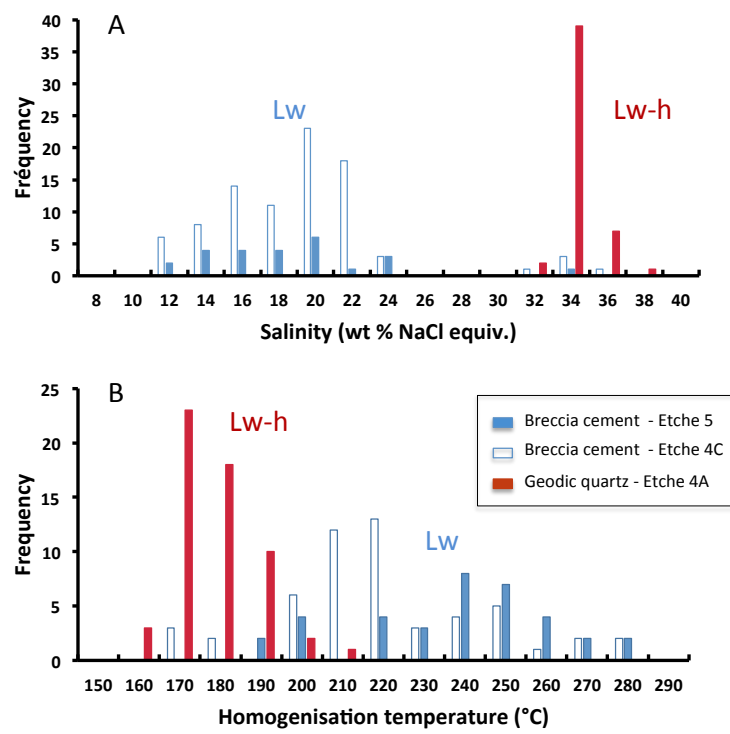 A
40
35
30
25
20
15
10
5
0
Fréquency
Lw
Lw-h
8 10 12 14 16 18 20 22 24 26 28 30 32 34 36 38 40
Salinity (wt % NaCl equiv.)
B
25
20
15
10
5
0
Frequency
Lw-h
Lw
Breccia cement - Etche 5
Breccia cement - Etche 4C
Geodic quartz - Etche 4A
150 160 170 180 190 200 210 220 230 240 250 260 270 280 290
Homogenisation temperature (°C)